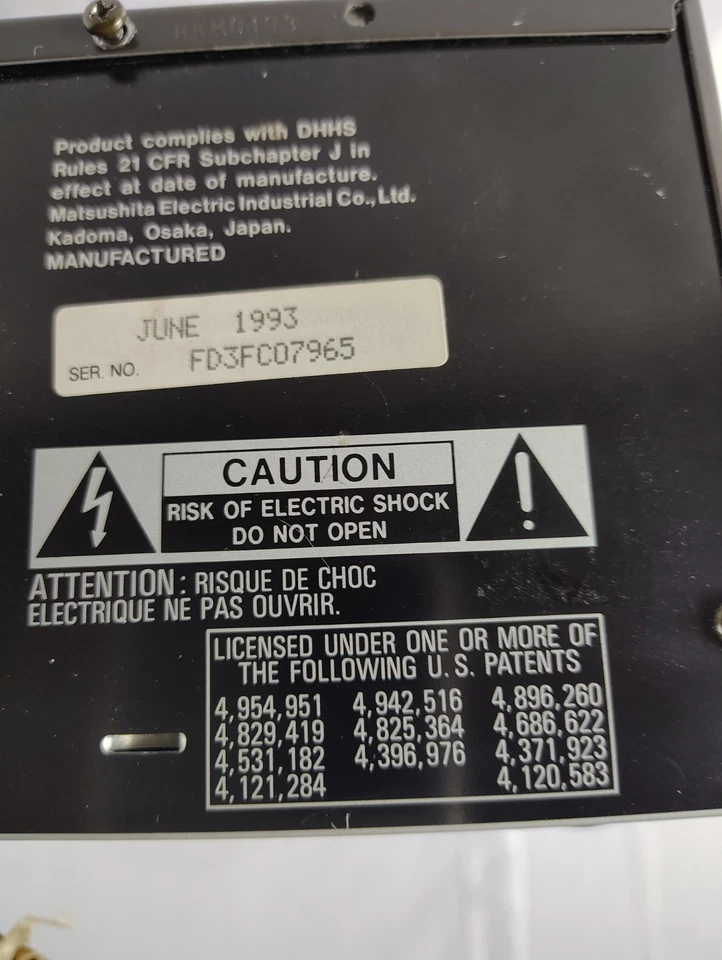 Product complies with DHHS
Rules 21 CFR Subchapter J in
effect at date of manufacture.
Matsushita Electric Industrial Co., Ltd.
Kadoma, Osaka, Japan.
MANUFACTURED
JUNE 1993
SER. NO. FD3FC07965
CAUTION
RISK OF ELECTRIC SHOCK
DO NOT OPEN
ATTENTION: RISQUE DE CHOC
ELECTRIQUE NE PAS OUVRIR.
LICENSED UNDER ONE OR MORE OF
THE FOLLOWING U.S. PATENTS
4,954,951 4,942,516 4,896,260
4,829,419 4,825,364 4,686,622
4,531,182 4,396,976 4,371,923
4,121,284 4,120,583